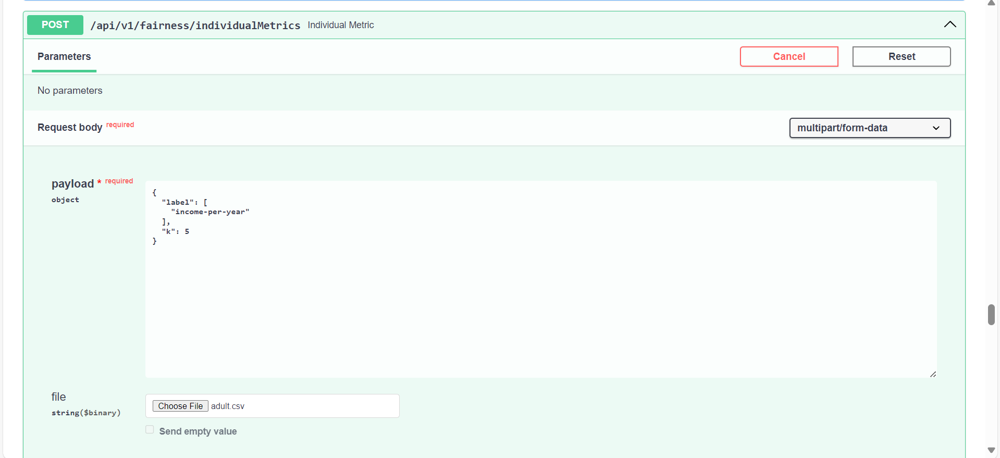 POST /api/v1/fairness/individualMetrics Individual Metric
Parameters
Cancel
Reset
No parameters
Request body required
multipart/form-data
payload * required
object
{
  "label": [
    "income-per-year"
  ],
  "k": 5
}
file
string($binary)
Choose File adult.csv
Send empty value